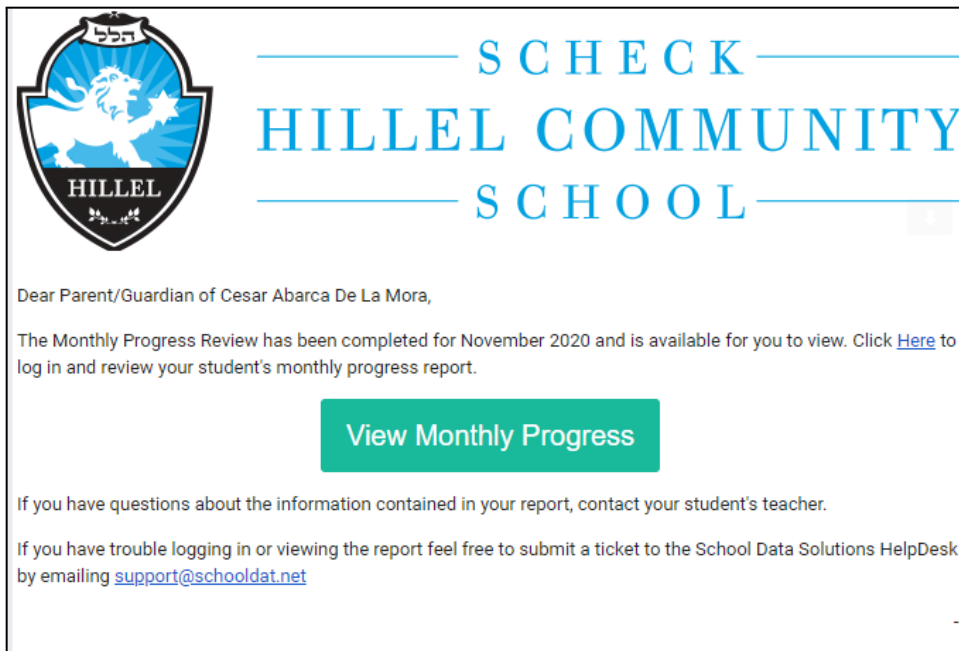 הלל
HILLEL
SCHECK
HILLEL COMMUNITY
SCHOOL
Dear Parent/Guardian of Cesar Abarca De La Mora,
The Monthly Progress Review has been completed for November 2020 and is available for you to view. Click Here to
log in and review your student's monthly progress report.
View Monthly Progress
If you have questions about the information contained in your report, contact your student's teacher.
If you have trouble logging in or viewing the report feel free to submit a ticket to the School Data Solutions HelpDesk
by emailing support@schooldat.net
-